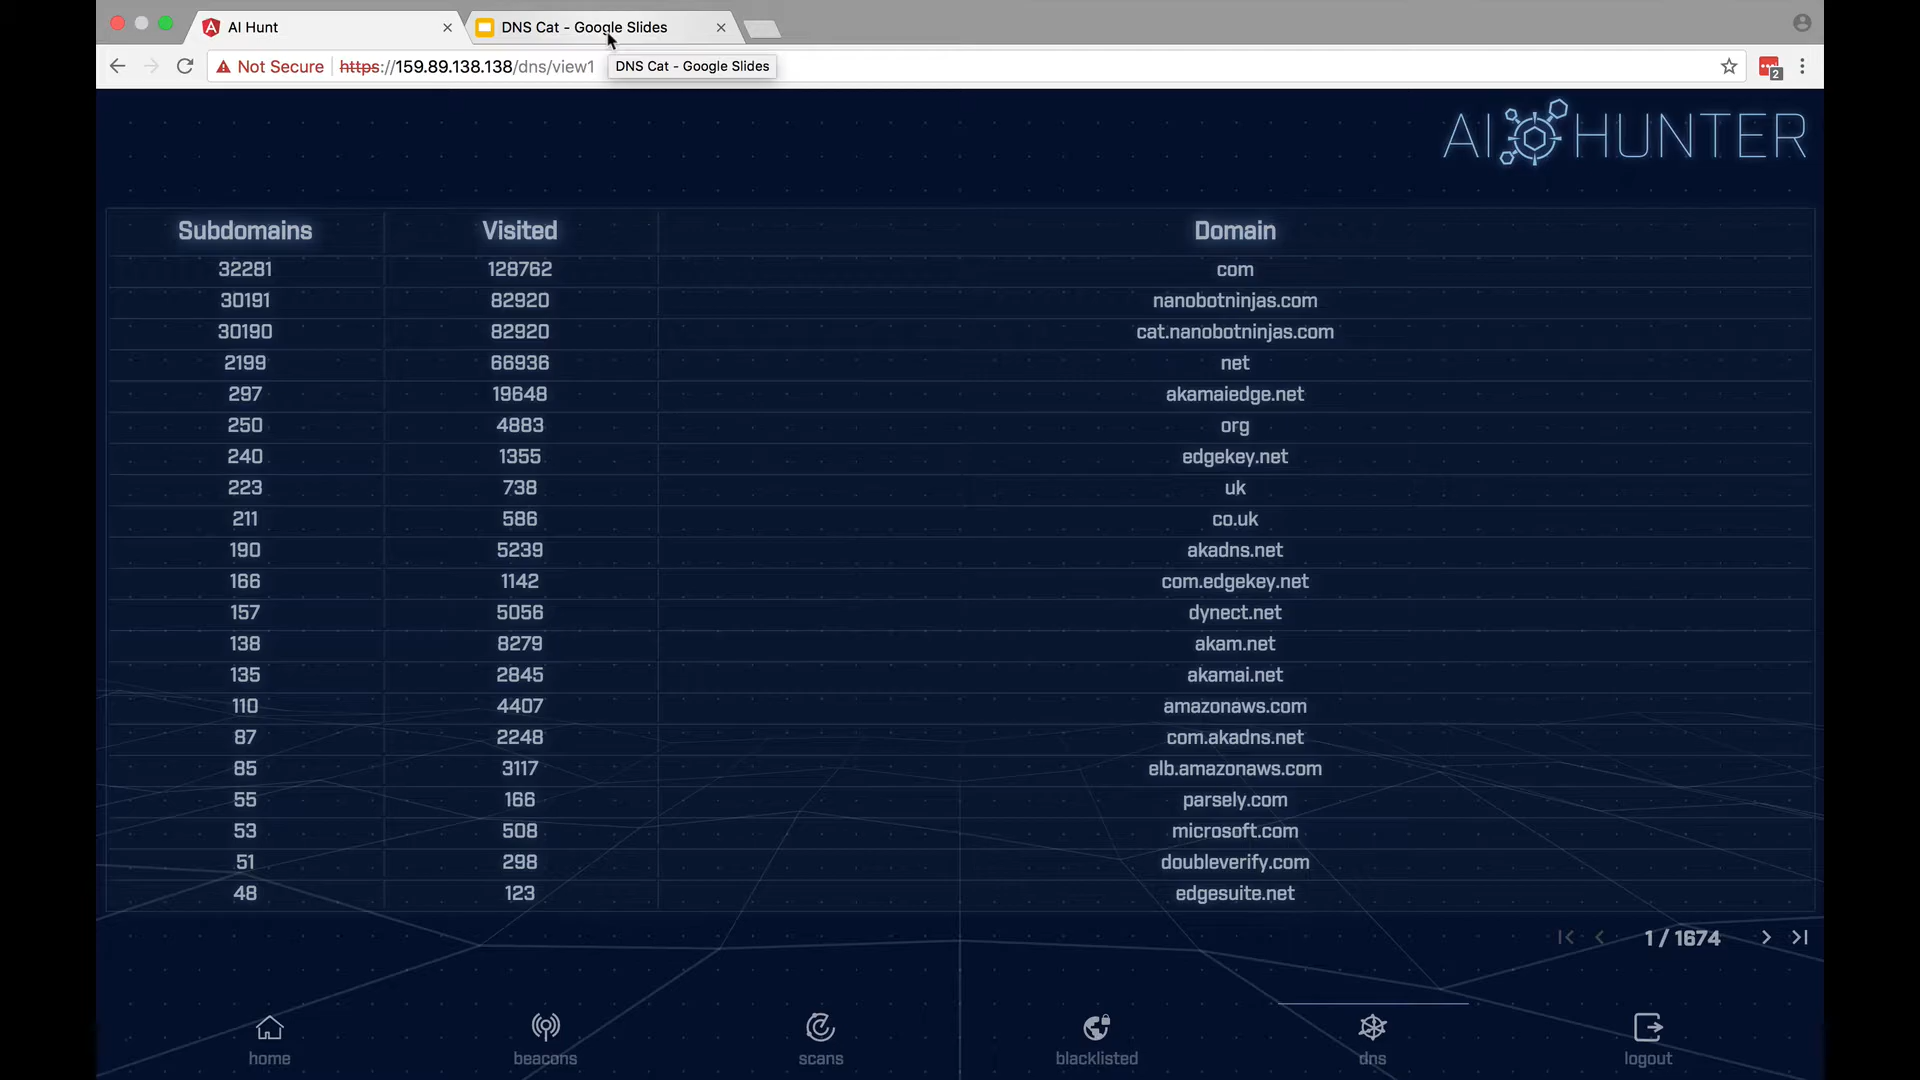 AI Hunt
DNS Cat - Google Slides
Not Secure https://159.89.138.138/dns/view1
DNS Cat - Google Slides
2
AI HUNTER
Subdomains Visited Domain
32281 128762 com
30191 82920 nanobotninjas.com
30190 82920 cat.nanobotninjas.com
2199 66936 net
297 19648 akamaiedge.net
250 4883 org
240 1355 edgekey.net
223 738 uk
211 586 co.uk
190 5239 akadns.net
166 1142 com.edgekey.net
157 5056 dynect.net
138 8279 akam.net
135 2845 akamai.net
110 4407 amazonaws.com
87 2248 com.akadns.net
85 3117 elb.amazonaws.com
55 166 parsely.com
53 508 microsoft.com
51 298 doubleverify.com
48 123 edgesuite.net
1 / 1674
home beacons scans blacklisted dns logout